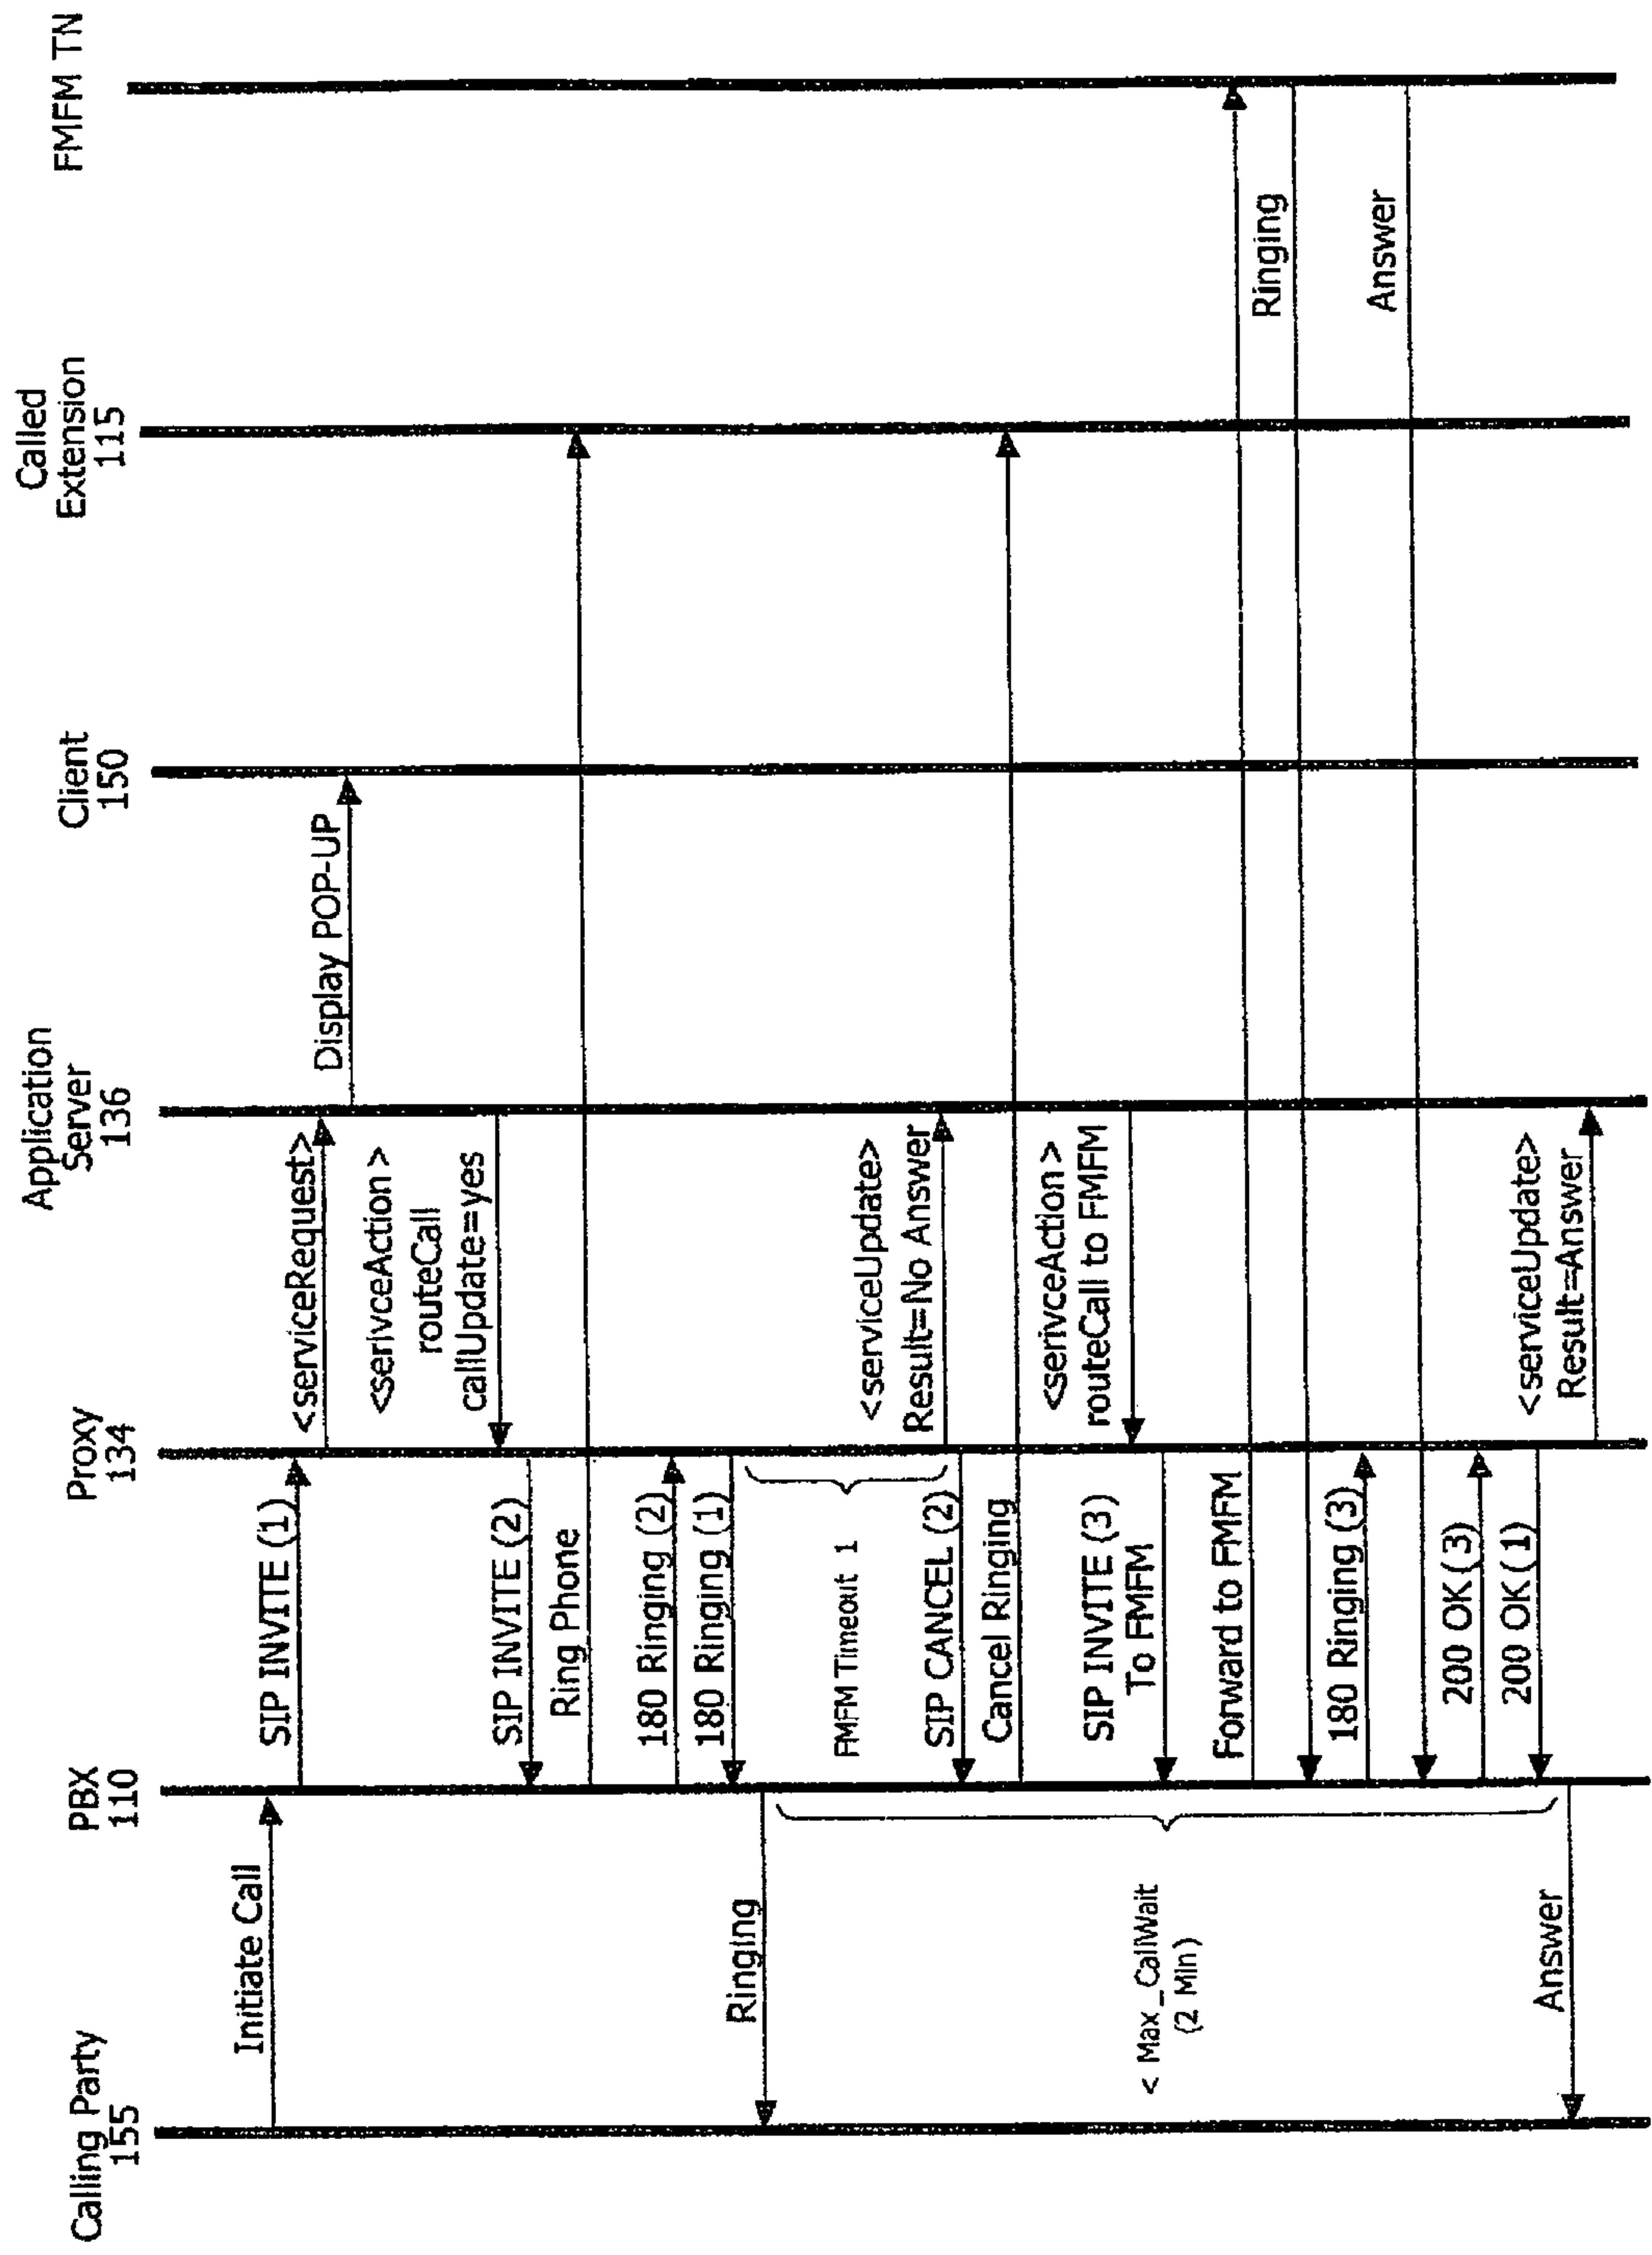 Calling Party
155
PBX
110
Proxy
134
Application
Server
136
Client
150
Called
Extension
115
FMFM TN
Initiate Call
SIP INVITE (1)
<serviceRequest>
Display POP-UP
<serivceAction>
routeCall
callUpdate=yes
SIP INVITE (2)
Ring Phone
180 Ringing (2)
180 Ringing (1)
Ringing
FMFM Timeout 1
<serviceUpdate>
Result=No Answer
SIP CANCEL (2)
Cancel Ringing
<serivceAction>
routeCall to FMFM
SIP INVITE (3)
To FMFM
< Max_CallWait
(2 Min)
Forward to FMFM
Ringing
180 Ringing (3)
Answer
200 OK (3)
200 OK (1)
Answer
<serviceUpdate>
Result=Answer